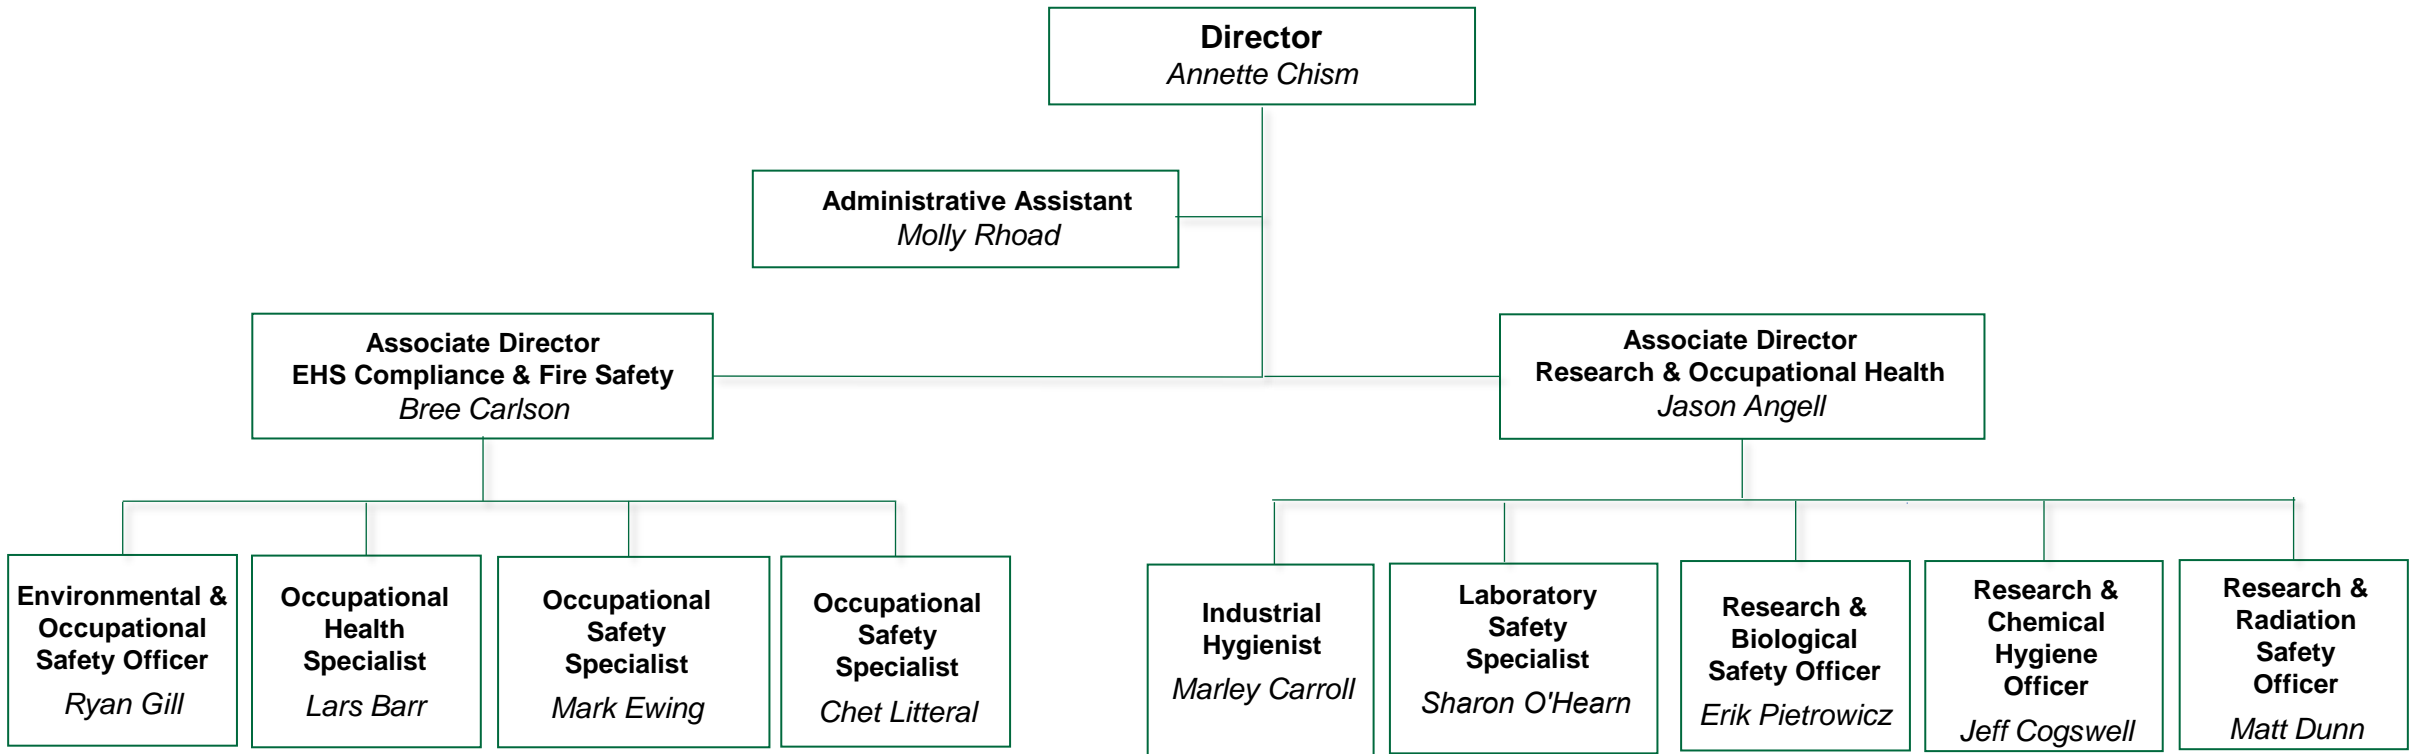 Director
Annette Chism
Administrative Assistant
Molly Rhoad
Associate Director
EHS Compliance & Fire Safety
Bree Carlson
Associate Director
Research & Occupational Health
Jason Angell
Environmental &
Occupational
Safety Officer
Ryan Gill
Occupational
Health
Specialist
Lars Barr
Occupational
Safety
Specialist
Mark Ewing
Occupational
Safety
Specialist
Chet Litteral
Industrial
Hygienist
Marley Carroll
Laboratory
Safety
Specialist
Sharon O'Hearn
Research &
Biological
Safety Officer
Erik Pietrowicz
Research &
Chemical
Hygiene
Officer
Jeff Cogswell
Research &
Radiation
Safety
Officer
Matt Dunn